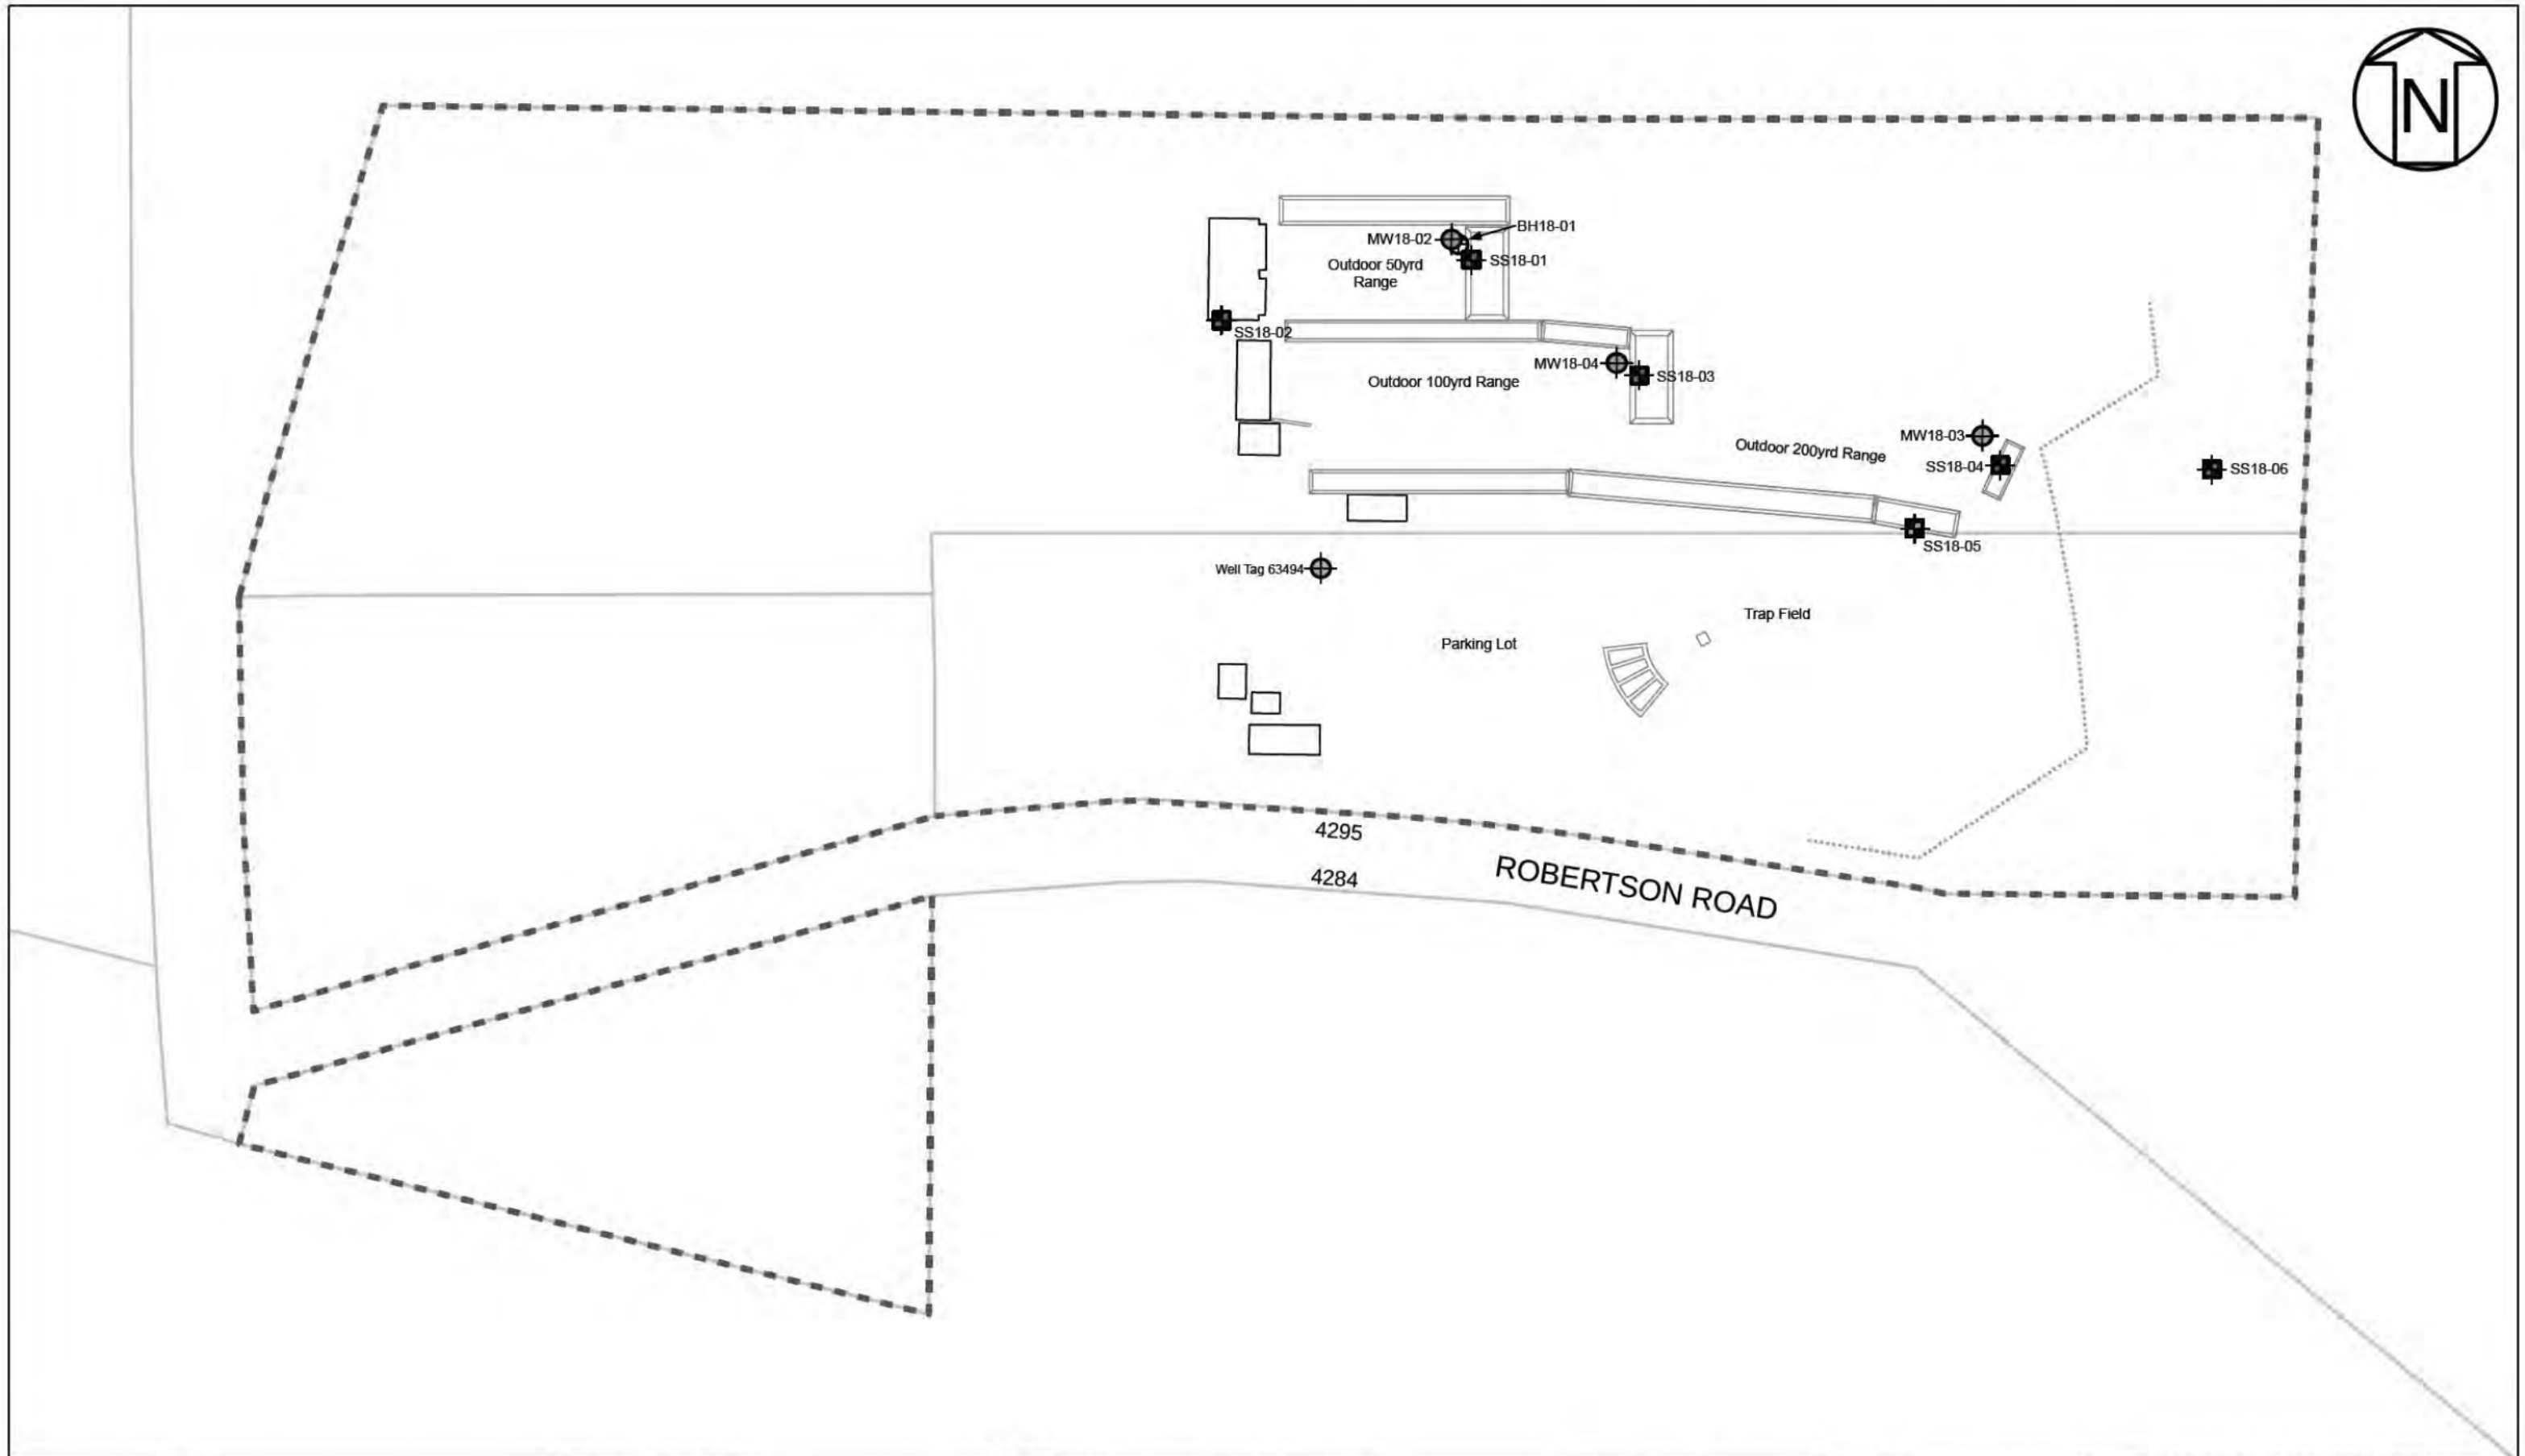 N
BH18-01
MW18-02
SS18-01
Outdoor 50yrd
Range
SS18-02
MW18-04
SS18-03
Outdoor 100yrd Range
MW18-03
Outdoor 200yrd Range
SS18-04
SS18-06
SS18-05
Well Tag 63494
Trap Field
Parking Lot
4295
4284
ROBERTSON ROAD